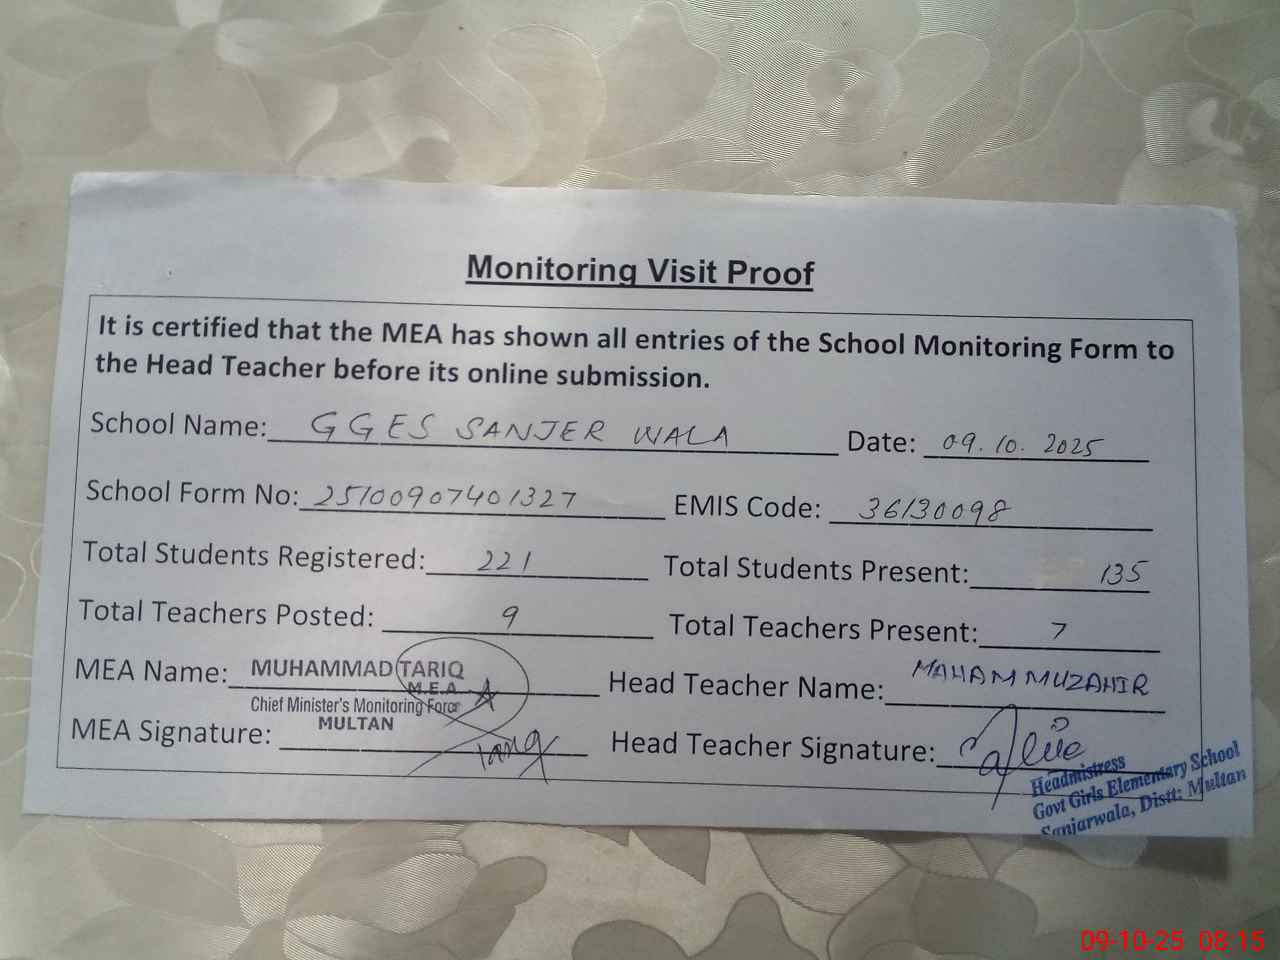 Monitoring Visit Proof
It is certified that the MEA has shown all entries of the School Monitoring Form to
the Head Teacher before its online submission.
School Name: GGES SANJER WALA Date: 09.10.2025
School Form No: 25100907401327 EMIS Code: 36130098
Total Students Registered: 221 Total Students Present: 135
Total Teachers Posted: 9 Total Teachers Present: 7
MEA Name: MUHAMMAD TARIQ Head Teacher Name: MAHAM MUZAHIR
M.E.A
Chief Minister's Monitoring Force
MULTAN
MEA Signature: Head Teacher Signature:
Headmistress
Govt Girls Elementary School
Sanjarwala, Distt: Multan
09-10-25 08:15